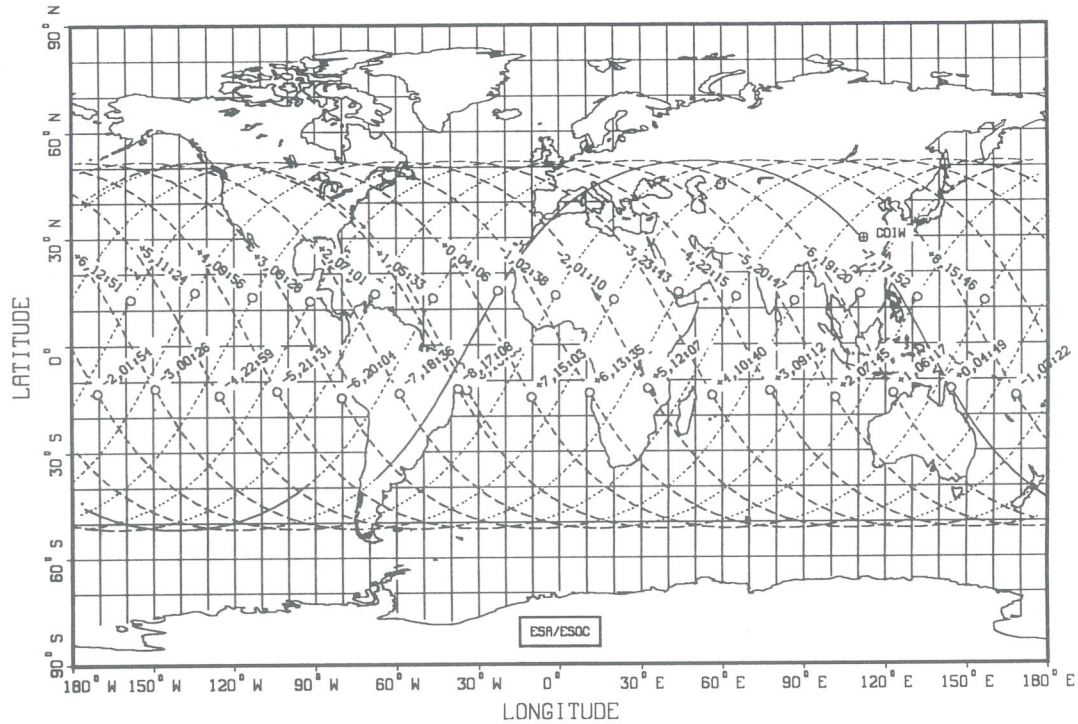 90° N
60° N
30° N
0°
30° S
60° S
90° S
LATITUDE
COIW
+6,12:51
+5,11:24
+4,09:56
+3,08:28
+2,07:01
+1,05:33
+0,04:06
-1,02:38
-2,01:10
-3,23:43
-4,22:15
-5,20:47
-6,19:20
-7,17:52
+8,15:46
-2,01:54
-3,00:26
-4,22:59
-5,21:31
-6,20:04
-7,18:36
-8,17:08
+7,15:03
+6,13:35
+5,12:07
+4,10:40
+3,09:12
+2,07:45
+1,06:17
+0,04:49
-1,03:22
ESA/ESOC
180° W 150° W 120° W 90° W 60° W 30° W 0° 30° E 60° E 90° E 120° E 150° E 180° E
LONGITUDE